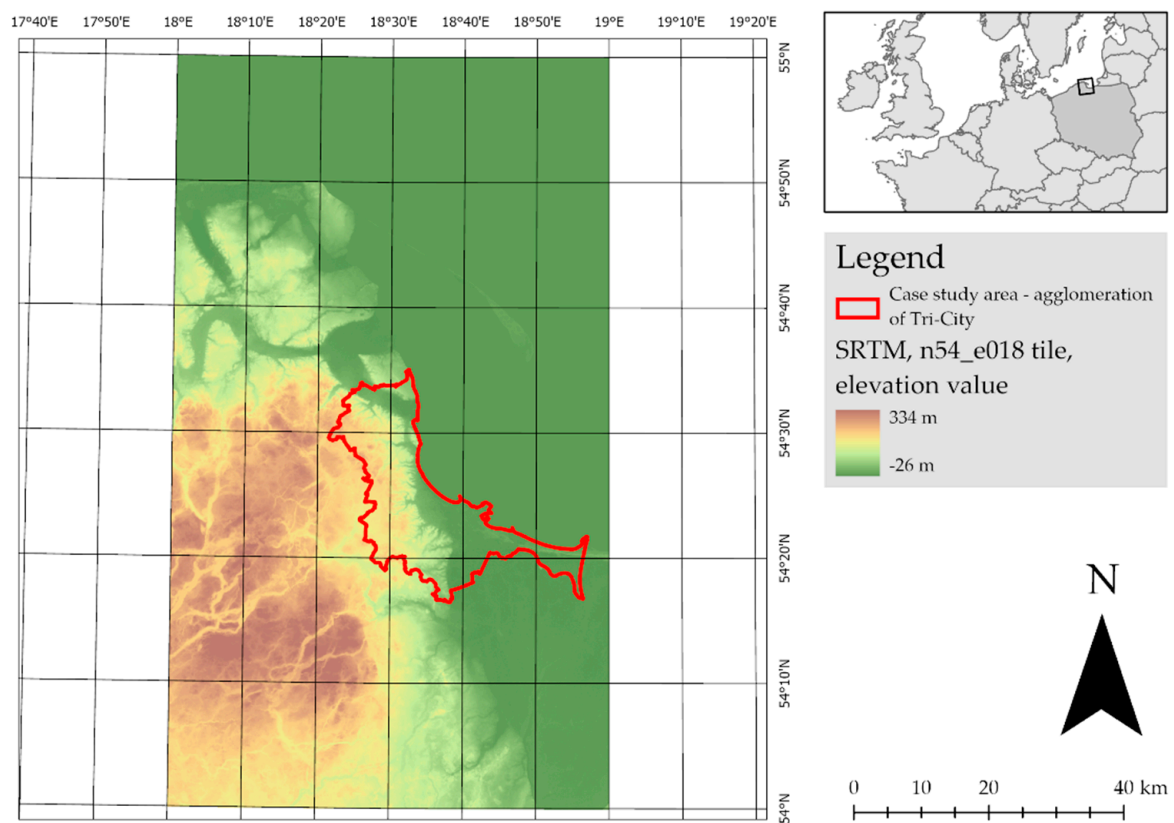 17°40'E 17°50'E 18°E 18°10'E 18°20'E 18°30'E 18°40'E 18°50'E 19°E 19°10'E 19°20'E
55°N
54°50'N
54°40'N
54°30'N
54°20'N
54°10'N
54°N
Legend
Case study area - agglomeration
of Tri-City
SRTM, n54_e018 tile,
elevation value
334 m
-26 m
N
0 10 20 40 km